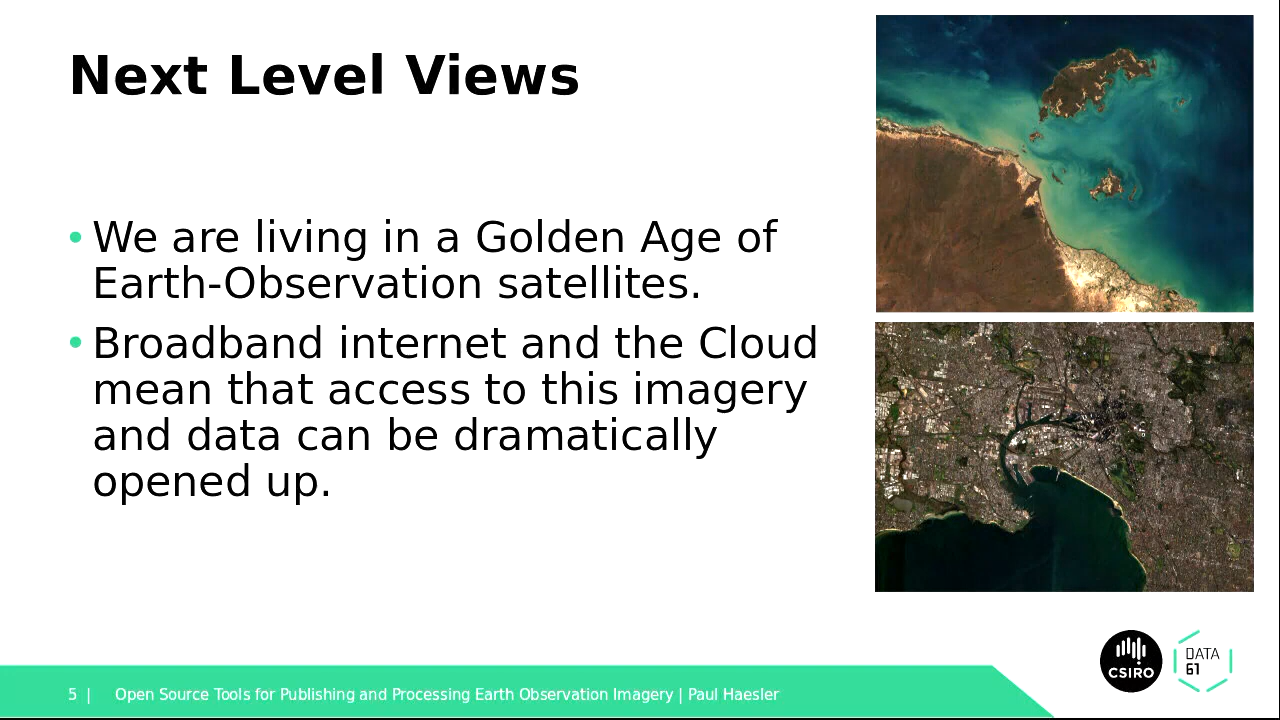 Next Level Views
• We are living in a Golden Age of
Earth-Observation satellites.
• Broadband internet and the Cloud
mean that access to this imagery
and data can be dramatically
opened up.
CSIRO
DATA
61
5 | Open Source Tools for Publishing and Processing Earth Observation Imagery | Paul Haesler